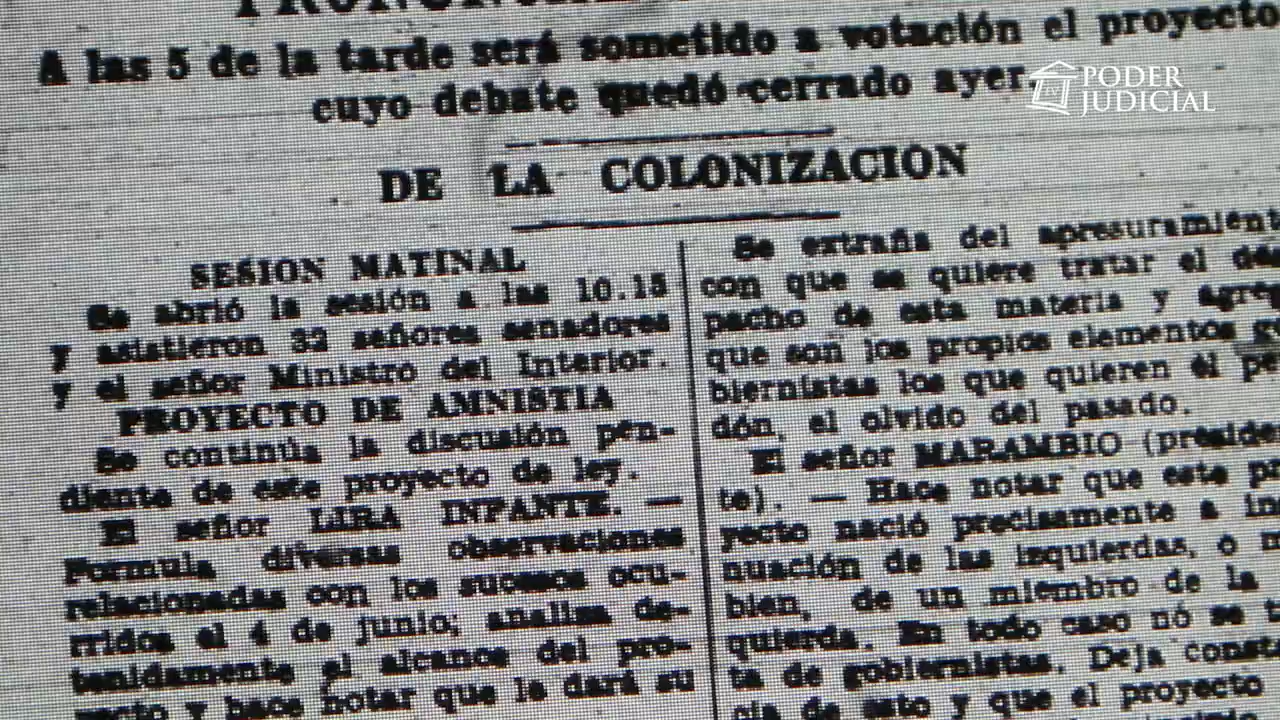 A las 5 de la tarde será sometido a votación el proyecto
cuyo debate quedó cerrado ayer.
PODER
JUDICIAL
DE LA COLONIZACION
SESION MATINAL
Se abrió la sesión a las 10.15
y asistieron 32 señores senadores
y el señor Ministro del Interior.
PROYECTO DE AMNISTIA
Se continúa la discusión pen-
diente de este proyecto de ley.
El señor LIRA INFANTE. —
Formula diversas observaciones
relacionadas con los sucesos ocu-
rridos el 4 de junio; analisa de-
tenidamente el alcance del pro-
yecto y hace notar que le dará su
Se extraña del apresuramient
con que se quiere tratar el des
pacho de esta materia y agre
que son los propios elementos g
biernistas los que quieren el pe
dón, el olvido del pasado.
El señor MARAMBIO (presiden
te). — Hace notar que este p
yecto nació precisamente a in
nuación de las izquierdas, o m
bién, de un miembro de la
quierda. En todo caso nó se t
ta de gobiernistas. Deja const
cia de esto y que el proyecto